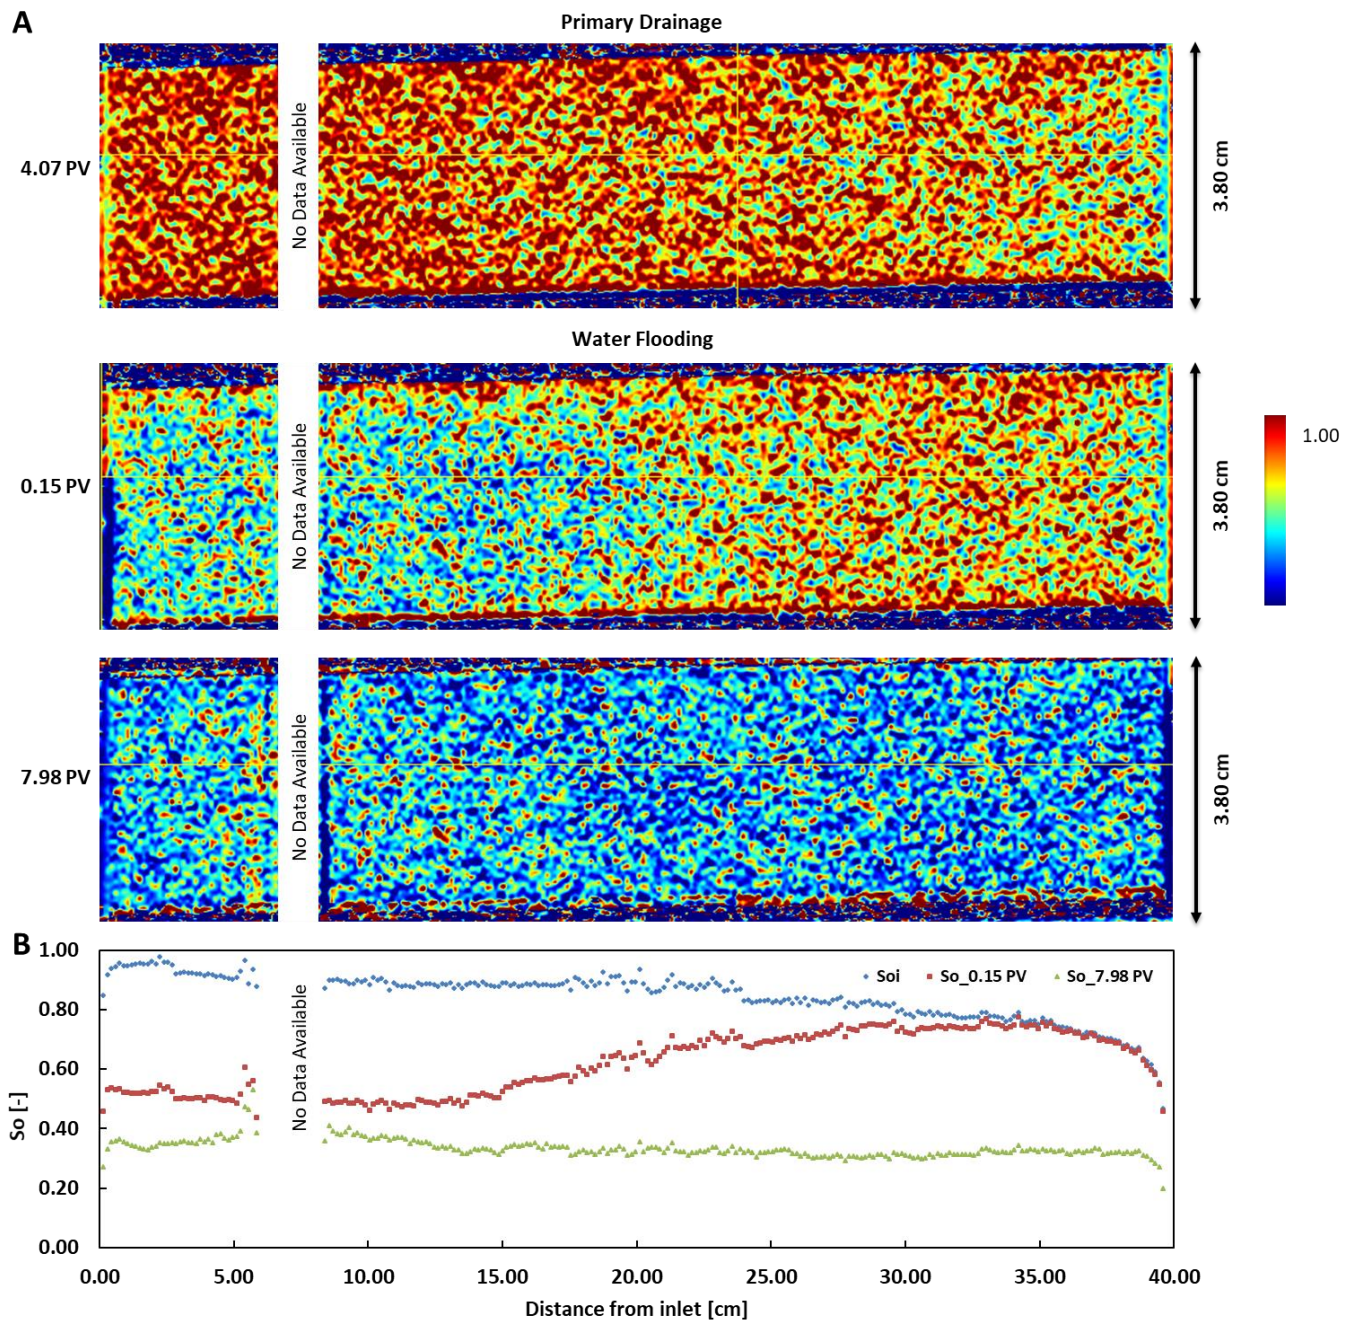 A
Primary Drainage
4.07 PV
No Data Available
3.80 cm
Water Flooding
0.15 PV
No Data Available
3.80 cm
1.00
7.98 PV
No Data Available
3.80 cm
B
1.00
0.80
0.60
0.40
0.20
0.00
So [-]
No Data Available
Soi
So_0.15 PV
So_7.98 PV
0.00 5.00 10.00 15.00 20.00 25.00 30.00 35.00 40.00
Distance from inlet [cm]